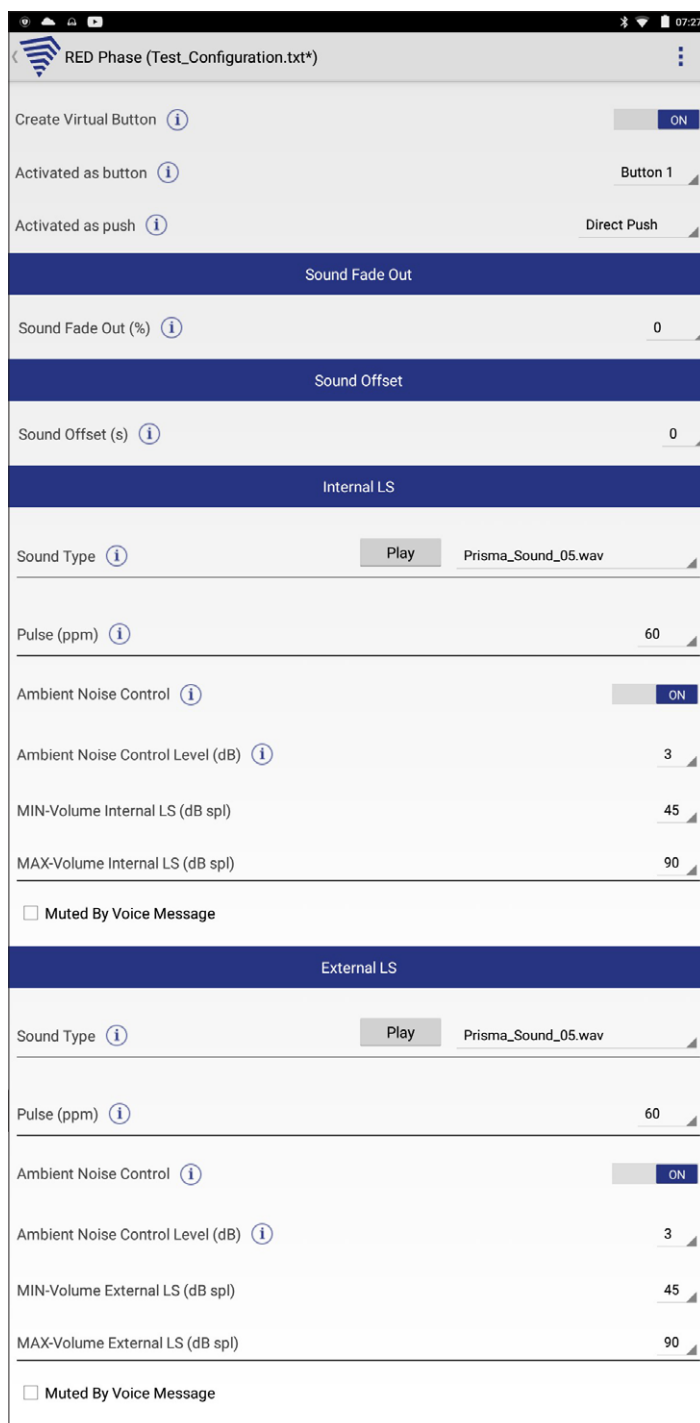 07:27
RED Phase (Test_Configuration.txt*)
Create Virtual Button i ON
Activated as button i Button 1
Activated as push i Direct Push
Sound Fade Out
Sound Fade Out (%) i 0
Sound Offset
Sound Offset (s) i 0
Internal LS
Sound Type i Play Prisma_Sound_05.wav
Pulse (ppm) i 60
Ambient Noise Control i ON
Ambient Noise Control Level (dB) i 3
MIN-Volume Internal LS (dB spl) 45
MAX-Volume Internal LS (dB spl) 90
Muted By Voice Message
External LS
Sound Type i Play Prisma_Sound_05.wav
Pulse (ppm) i 60
Ambient Noise Control i ON
Ambient Noise Control Level (dB) i 3
MIN-Volume External LS (dB spl) 45
MAX-Volume External LS (dB spl) 90
Muted By Voice Message